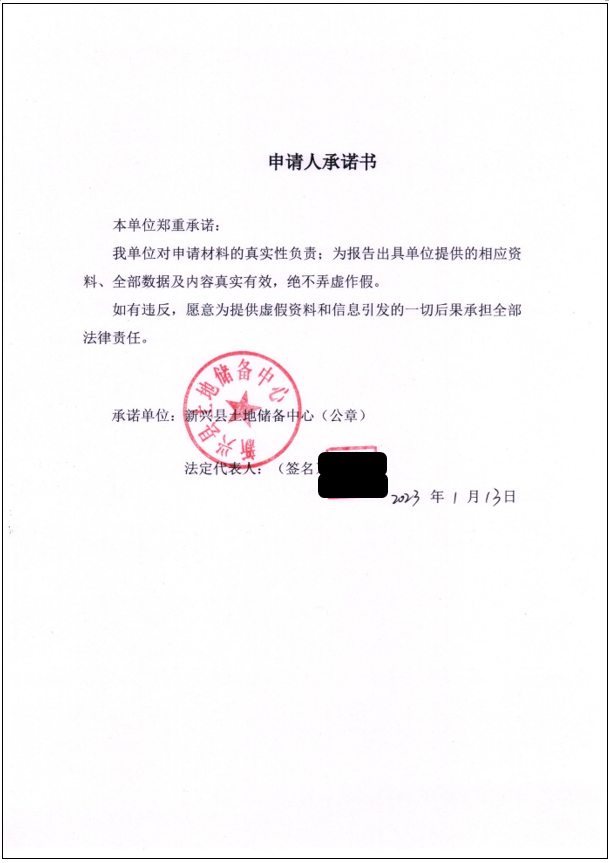 申请人承诺书
本单位郑重承诺：
我单位对申请材料的真实性负责；为报告出具单位提供的相应资
料、全部数据及内容真实有效，绝不弄虚作假。
如有违反，愿意为提供虚假资料和信息引发的一切后果承担全部
法律责任。
新兴县土地储备中心
承诺单位：新兴县土地储备中心（公章）
法定代表人：（签名
2023 年 1 月 13 日